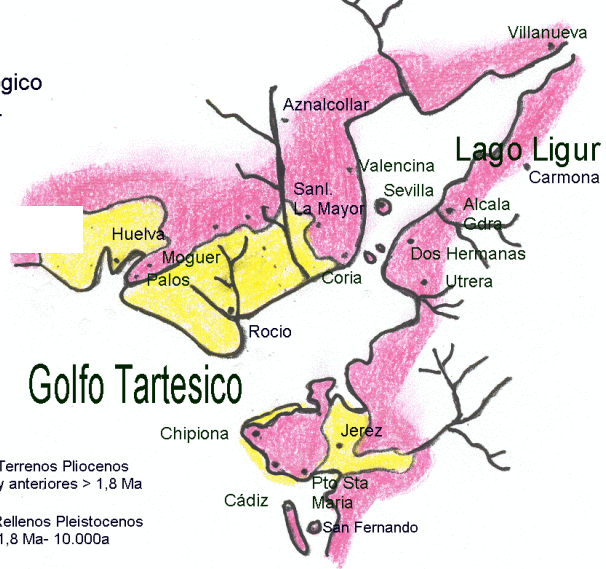 Villanueva
gico
Aznalcollar
Lago Ligur
Valencina
Carmona
Sanl.
La Mayor
Sevilla
Alcala
Gdra
Huelva
Moguer
Dos Hermanas
Palos
Coria
Utrera
Rocio
Golfo Tartesico
Chipiona
Jerez
Terrenos Pliocenos
y anteriores > 1,8 Ma
Pto Sta
Maria
Cádiz
Rellenos Pleistocenos
San Fernando
1,8 Ma- 10.000a